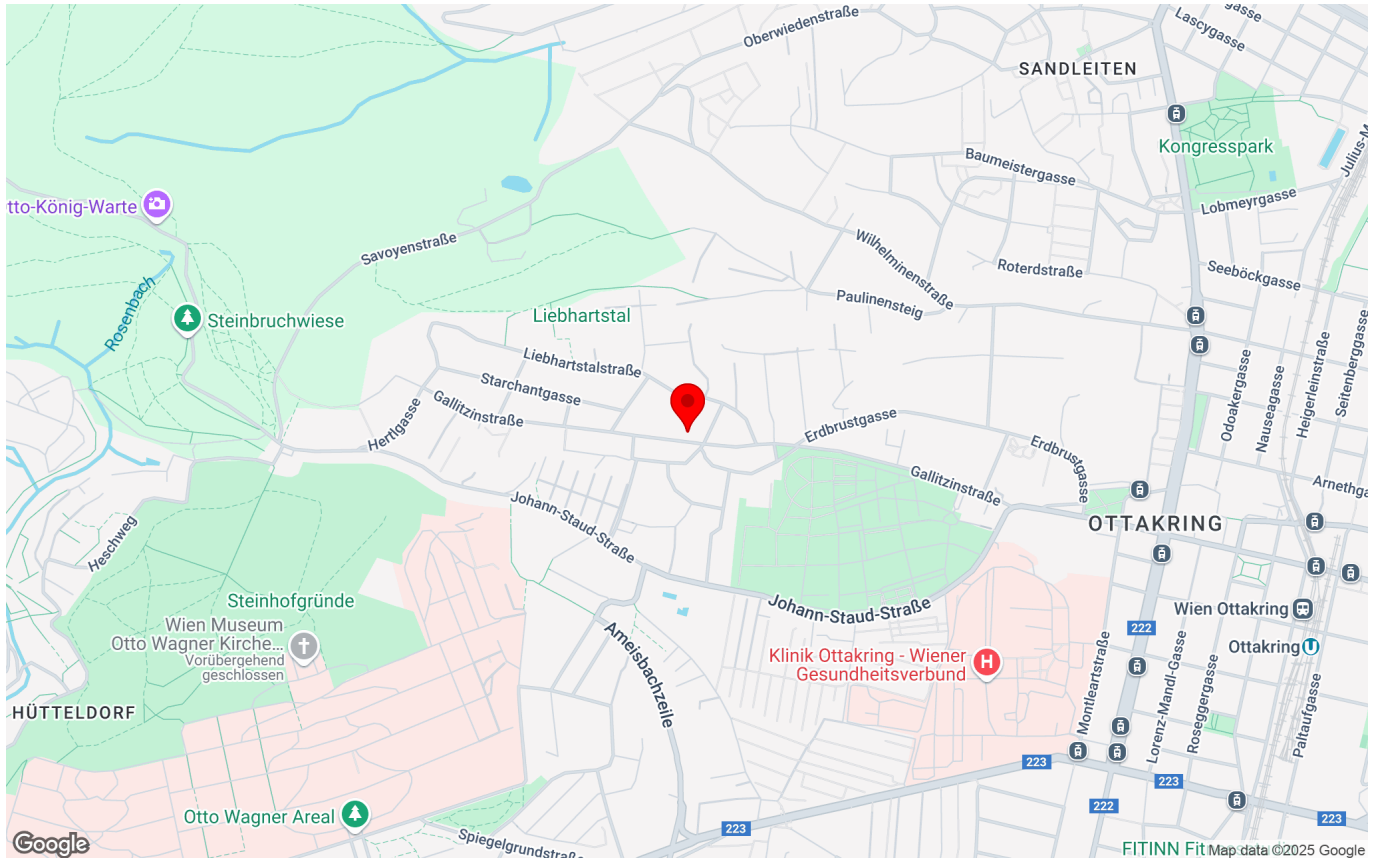 Oberwiedenstraße
Lascygasse
gasse
SANDLEITEN
Kongresspark
Baumeistergasse
Lobmeyrgasse
tto-König-Warte
Savoyenstraße
Wilhelminenstraße
Roterdstraße
Seeböckgasse
Rosenbach
Steinbruchwiese
Liebhartstal
Paulinensteig
Liebhartstalstraße
Starchantgasse
Gallitzinstraße
Hertlgasse
Erdbrustgasse
Odoakergasse
Nauseagasse
Heigerleinstraße
Seitenberggasse
Gallitzinstraße
Erdbrustgasse
Arnethga
Johann-Staud-Straße
Heschweg
OTTAKRING
Steinhofgründe
Wien Museum
Otto Wagner Kirche...
Vorübergehend
geschlossen
Johann-Staud-Straße
Wien Ottakring
222
Ottakring
U
Ameisbachzeile
Klinik Ottakring - Wiener
Gesundheitsverbund
H
Montleartstraße
Lorenz-Mandl-Gasse
Roseggergasse
Paltaufgasse
HÜTTELDORF
223
223
222
223
223
Otto Wagner Areal
Spiegelgrundstraße
Google
FITINN Fit
Map data ©2025 Google